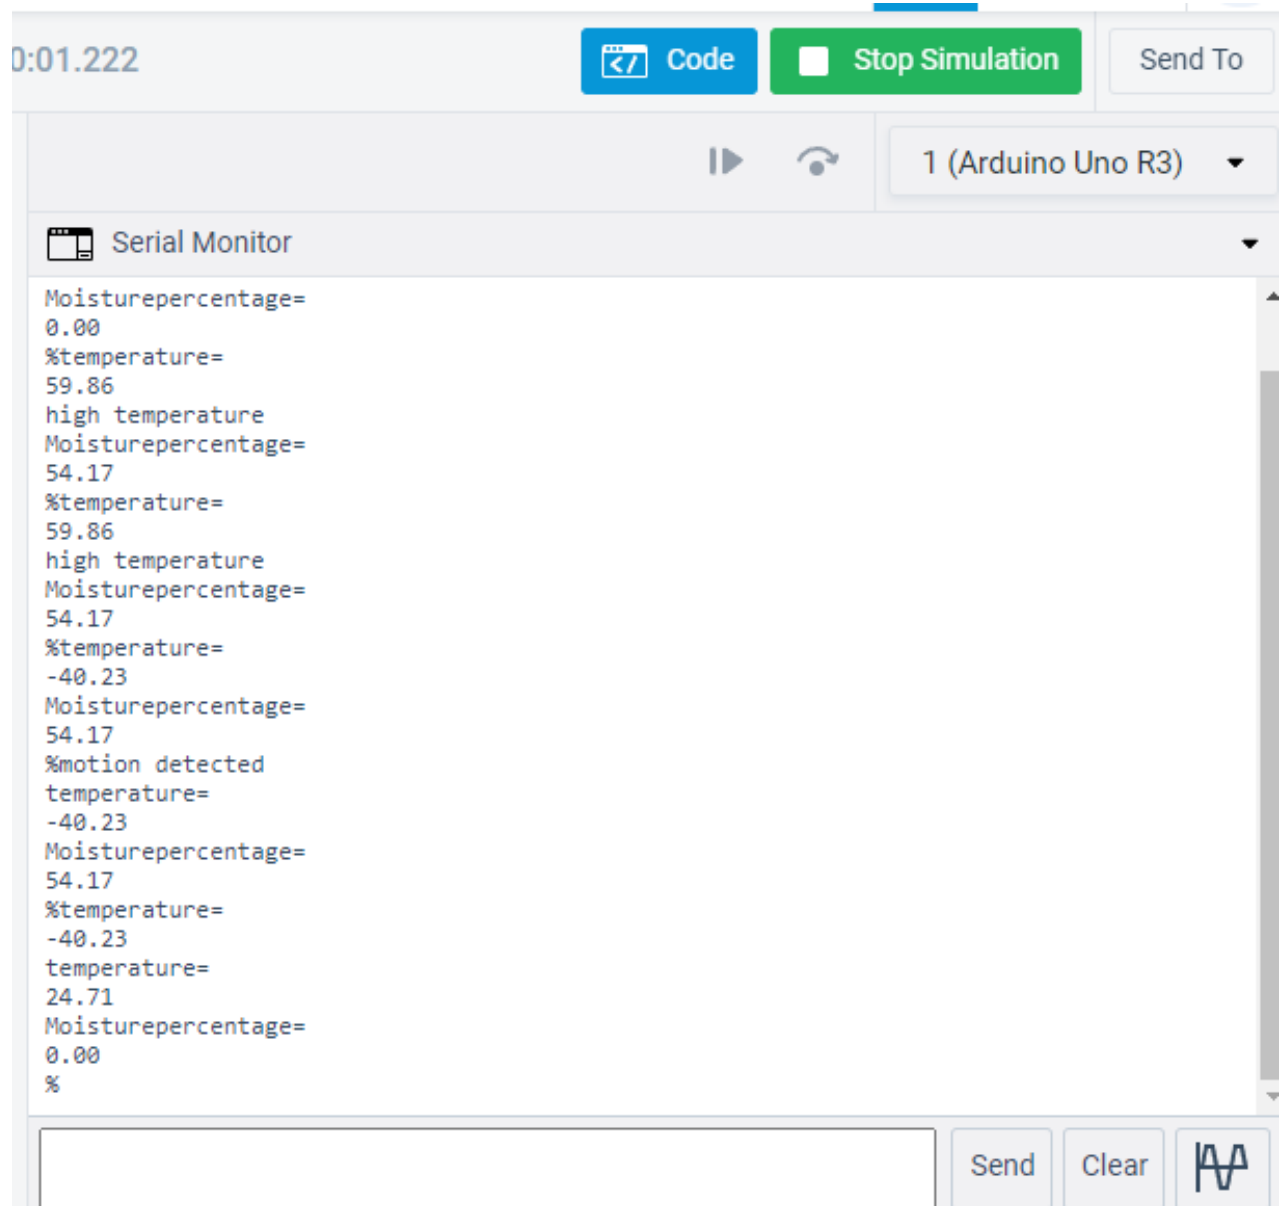 0:01.222
Code
Stop Simulation
Send To
1 (Arduino Uno R3)
Serial Monitor
Moisturepercentage=
0.00
%temperature=
59.86
high temperature
Moisturepercentage=
54.17
%temperature=
59.86
high temperature
Moisturepercentage=
54.17
%temperature=
-40.23
Moisturepercentage=
54.17
%motion detected
temperature=
-40.23
Moisturepercentage=
54.17
%temperature=
-40.23
temperature=
24.71
Moisturepercentage=
0.00
%
Send
Clear